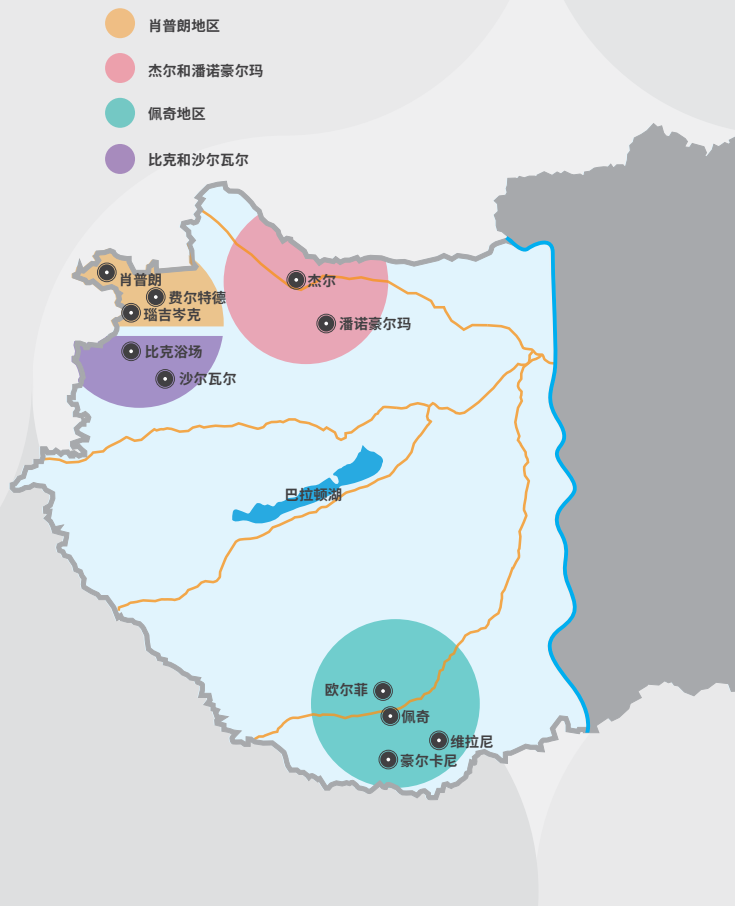 肖普朗地区
杰尔和潘诺豪尔玛
佩奇地区
比克和沙尔瓦尔
肖普朗
杰尔
费尔特德
瑙吉岑克
潘诺豪尔玛
比克浴场
沙尔瓦尔
巴拉顿湖
欧尔菲
佩奇
维拉尼
豪尔卡尼